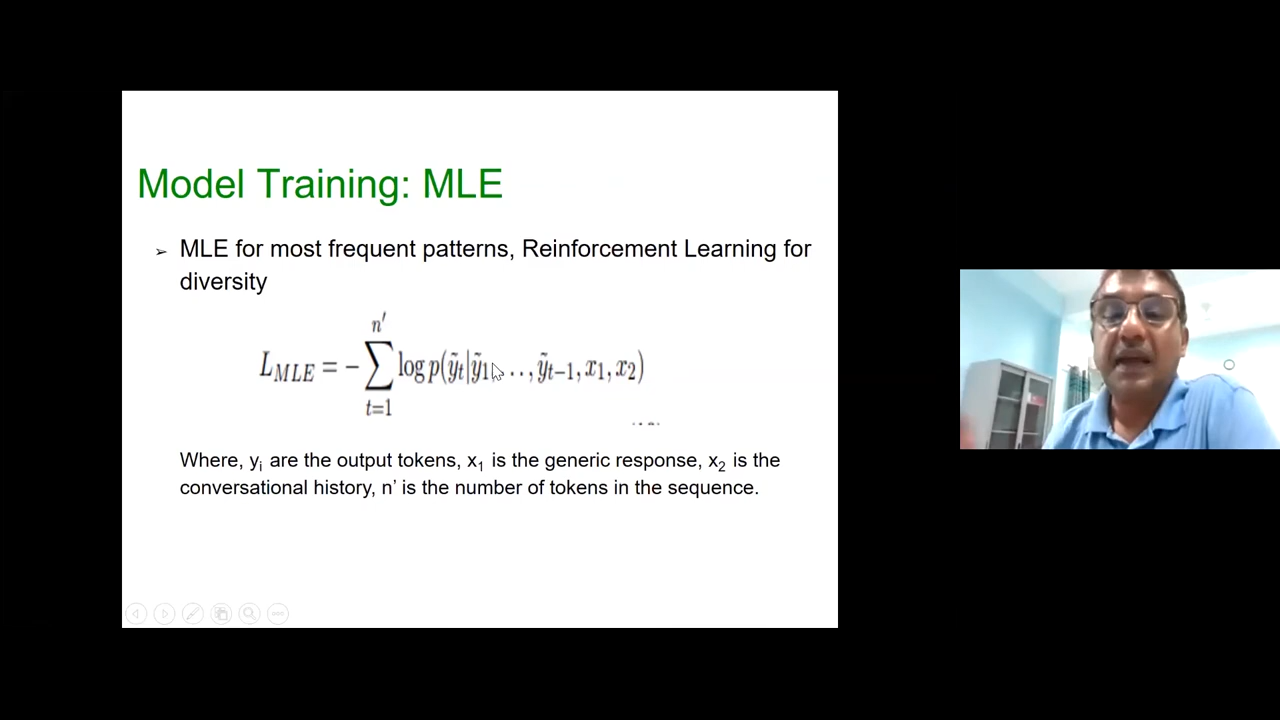 Model Training: MLE
➢ MLE for most frequent patterns, Reinforcement Learning for
diversity
n′
L_MLE = − ∑ log p(ỹ_t|ỹ_1, . . , ỹ_t−1, x_1, x_2)
t=1
Where, y_i are the output tokens, x_1 is the generic response, x_2 is the
conversational history, n’ is the number of tokens in the sequence.